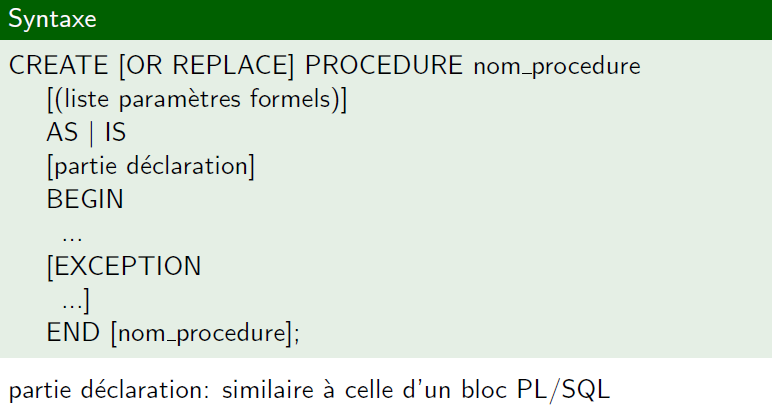 Syntaxe
CREATE [OR REPLACE] PROCEDURE nom_procedure
[(liste paramètres formels)]
AS | IS
[partie déclaration]
BEGIN
...
[EXCEPTION
...]
END [nom_procedure];
partie déclaration: similaire à celle d'un bloc PL/SQL